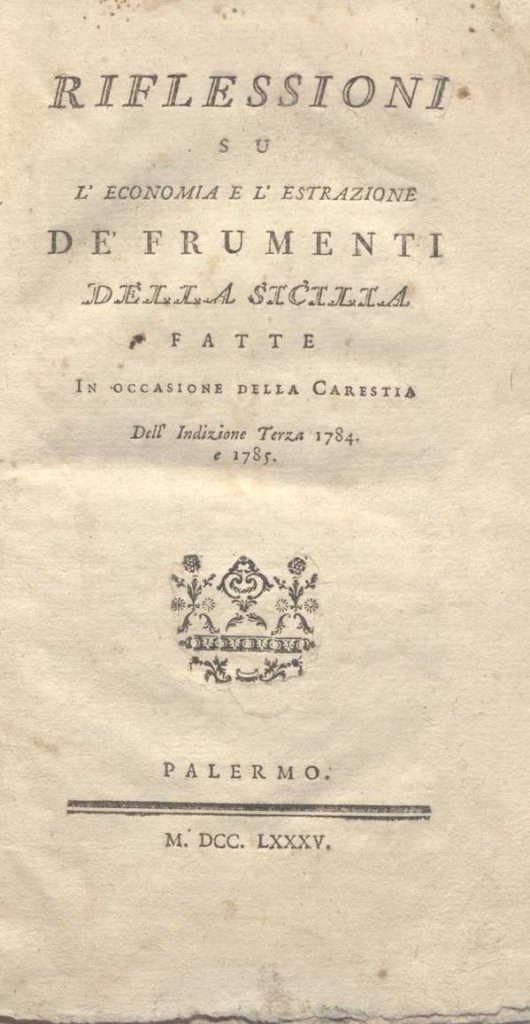 RIFLESSIONI
SU
L' ECONOMIA E L' ESTRAZIONE
DE' FRUMENTI
DELLA SICILIA
FATTE
IN OCCASIONE DELLA CARESTIA
Dell' Indizione Terza 1784.
e 1785.
PALERMO.
M. DCC. LXXXV.